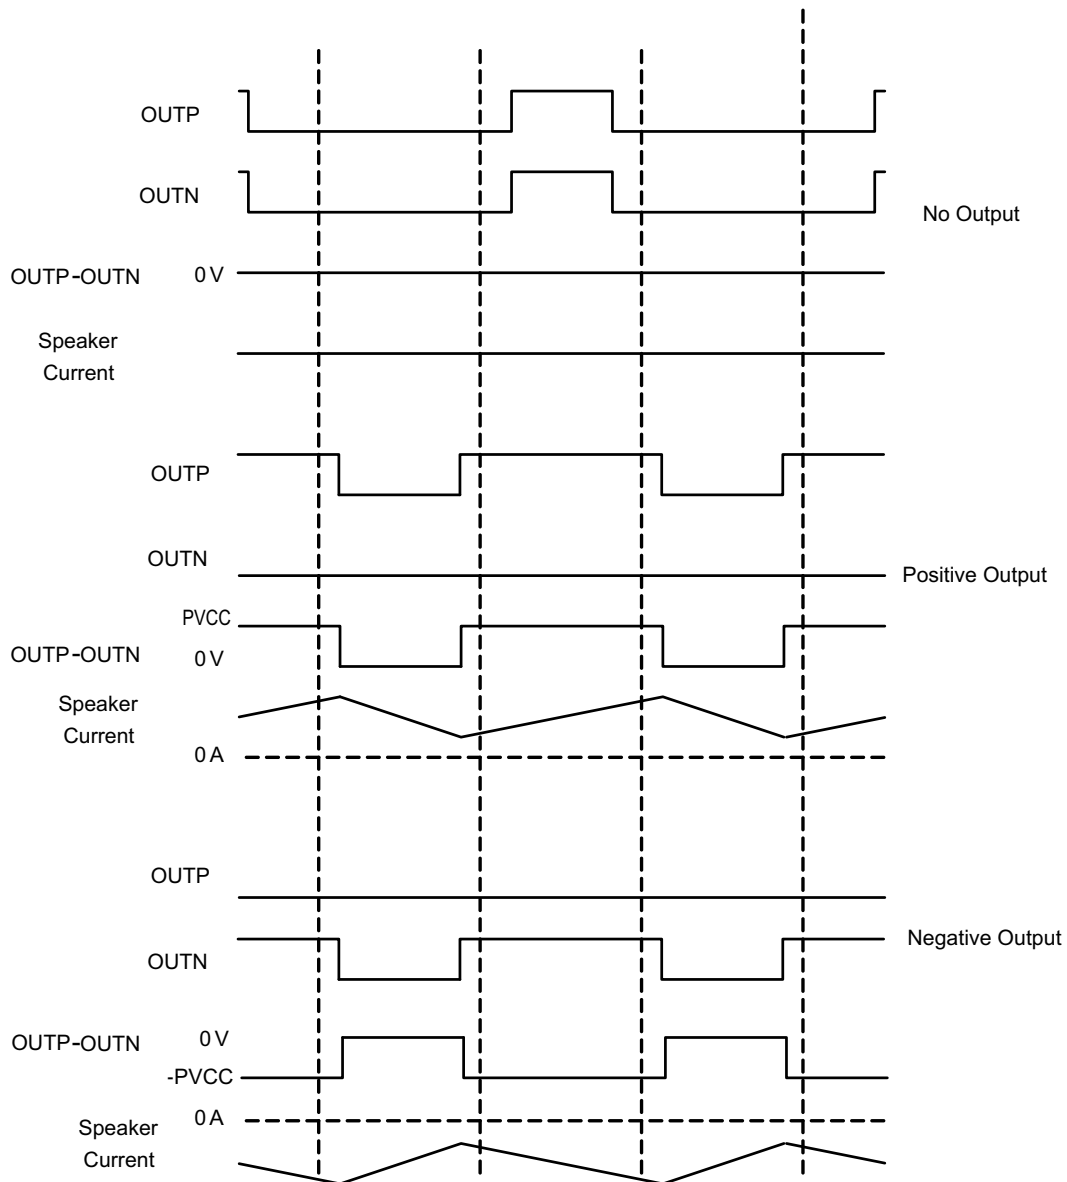 OUTP
OUTN
No Output
OUTP-OUTN 0 V
Speaker
Current
OUTP
OUTN
Positive Output
PVCC
OUTP-OUTN 0 V
Speaker
Current
0 A
OUTP
Negative Output
OUTN
OUTP-OUTN 0 V
-PVCC
0 A
Speaker
Current